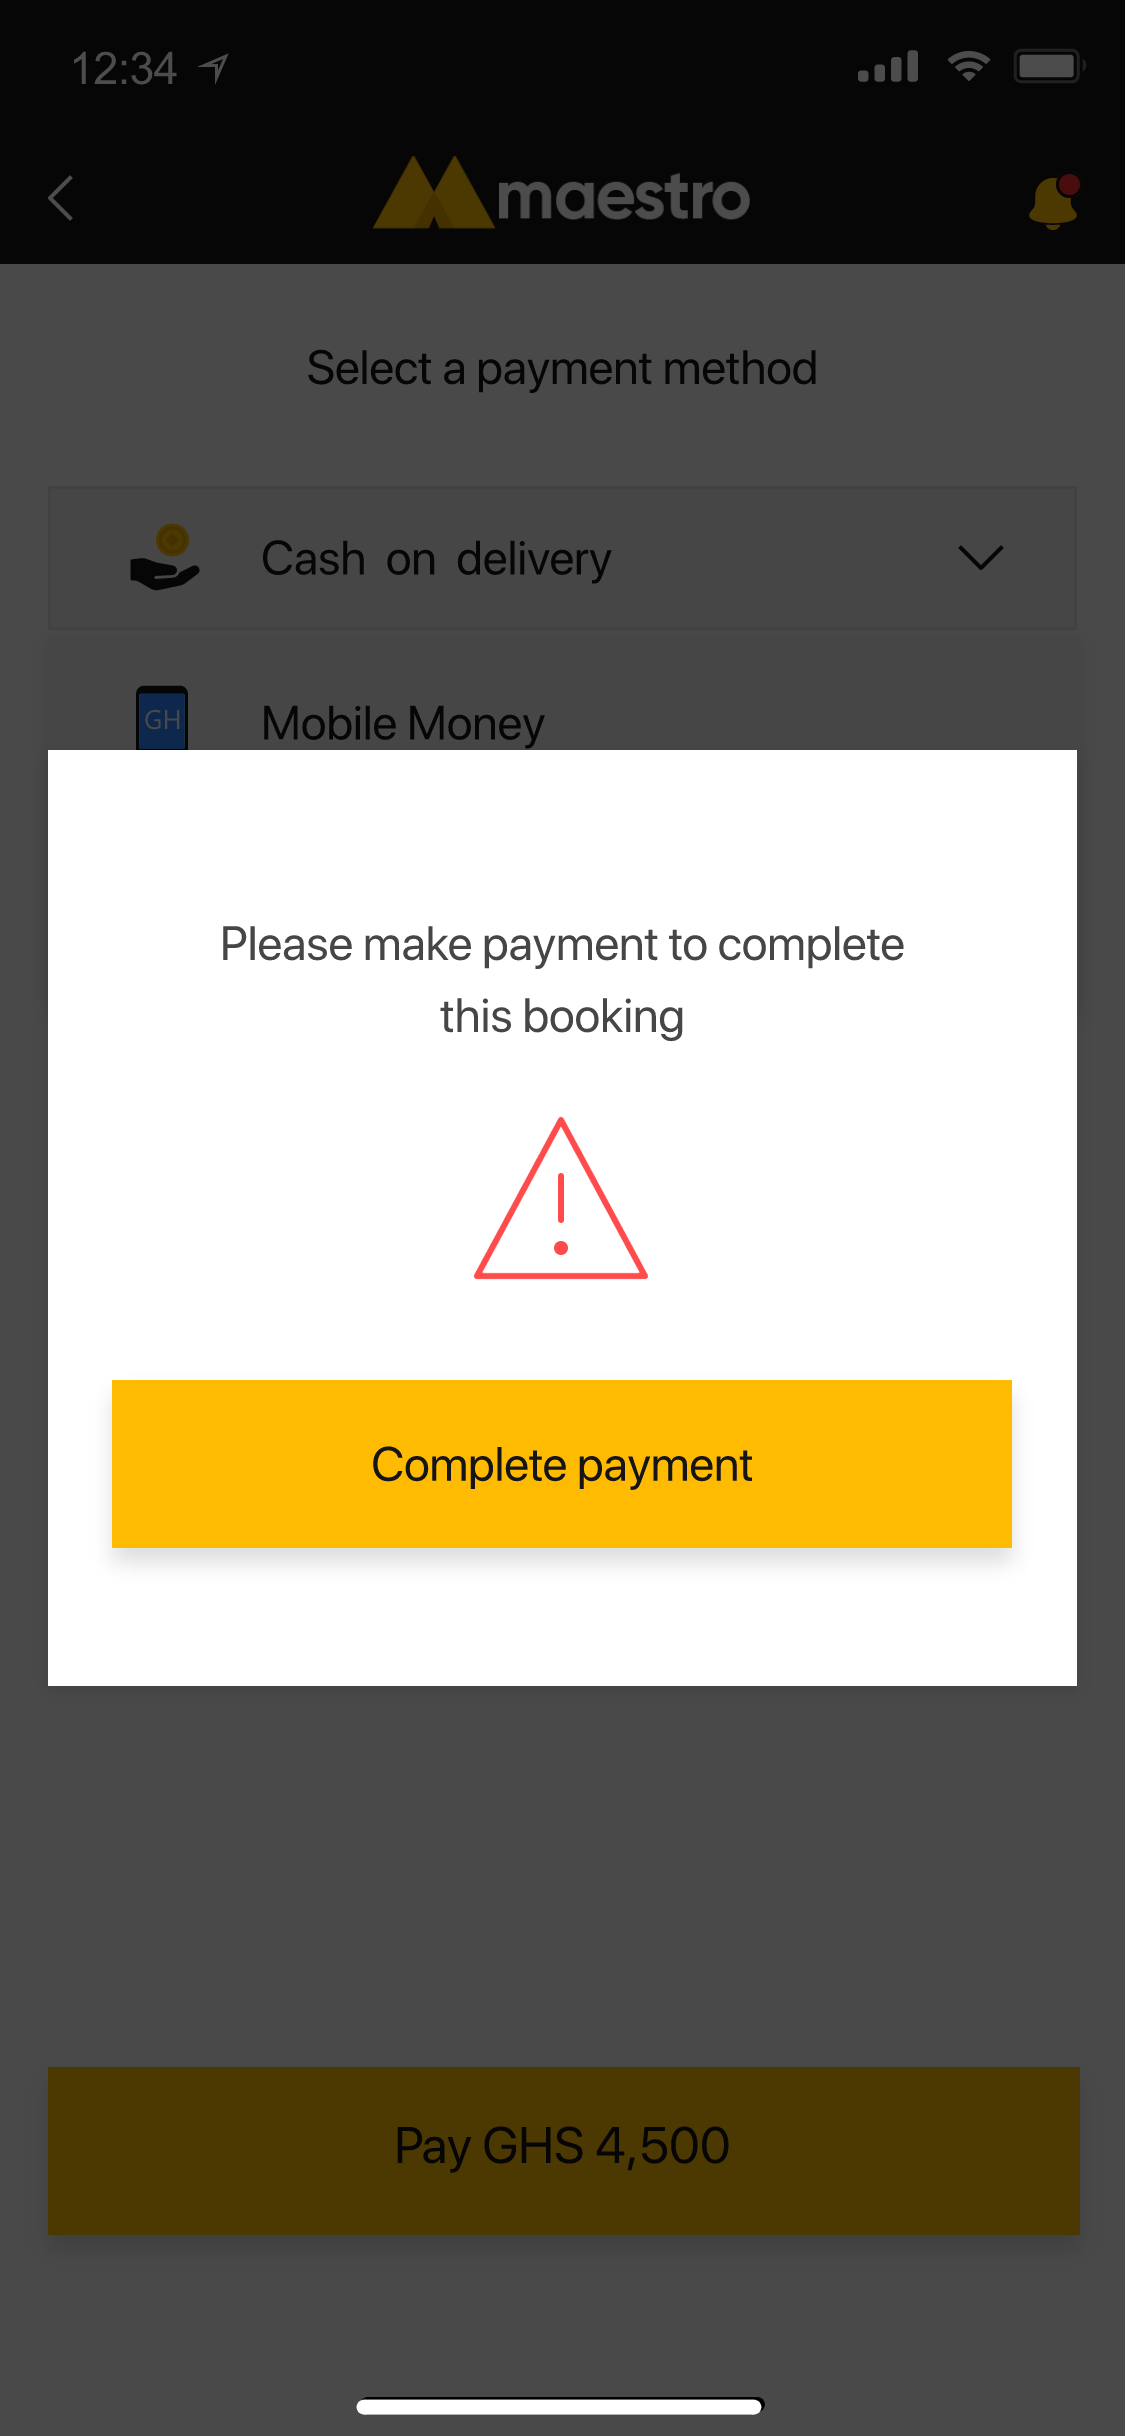 12:34
maestro
Select a payment method
Cash on delivery
GH
Mobile Money
Please make payment to complete
this booking
Complete payment
Pay GHS 4,500